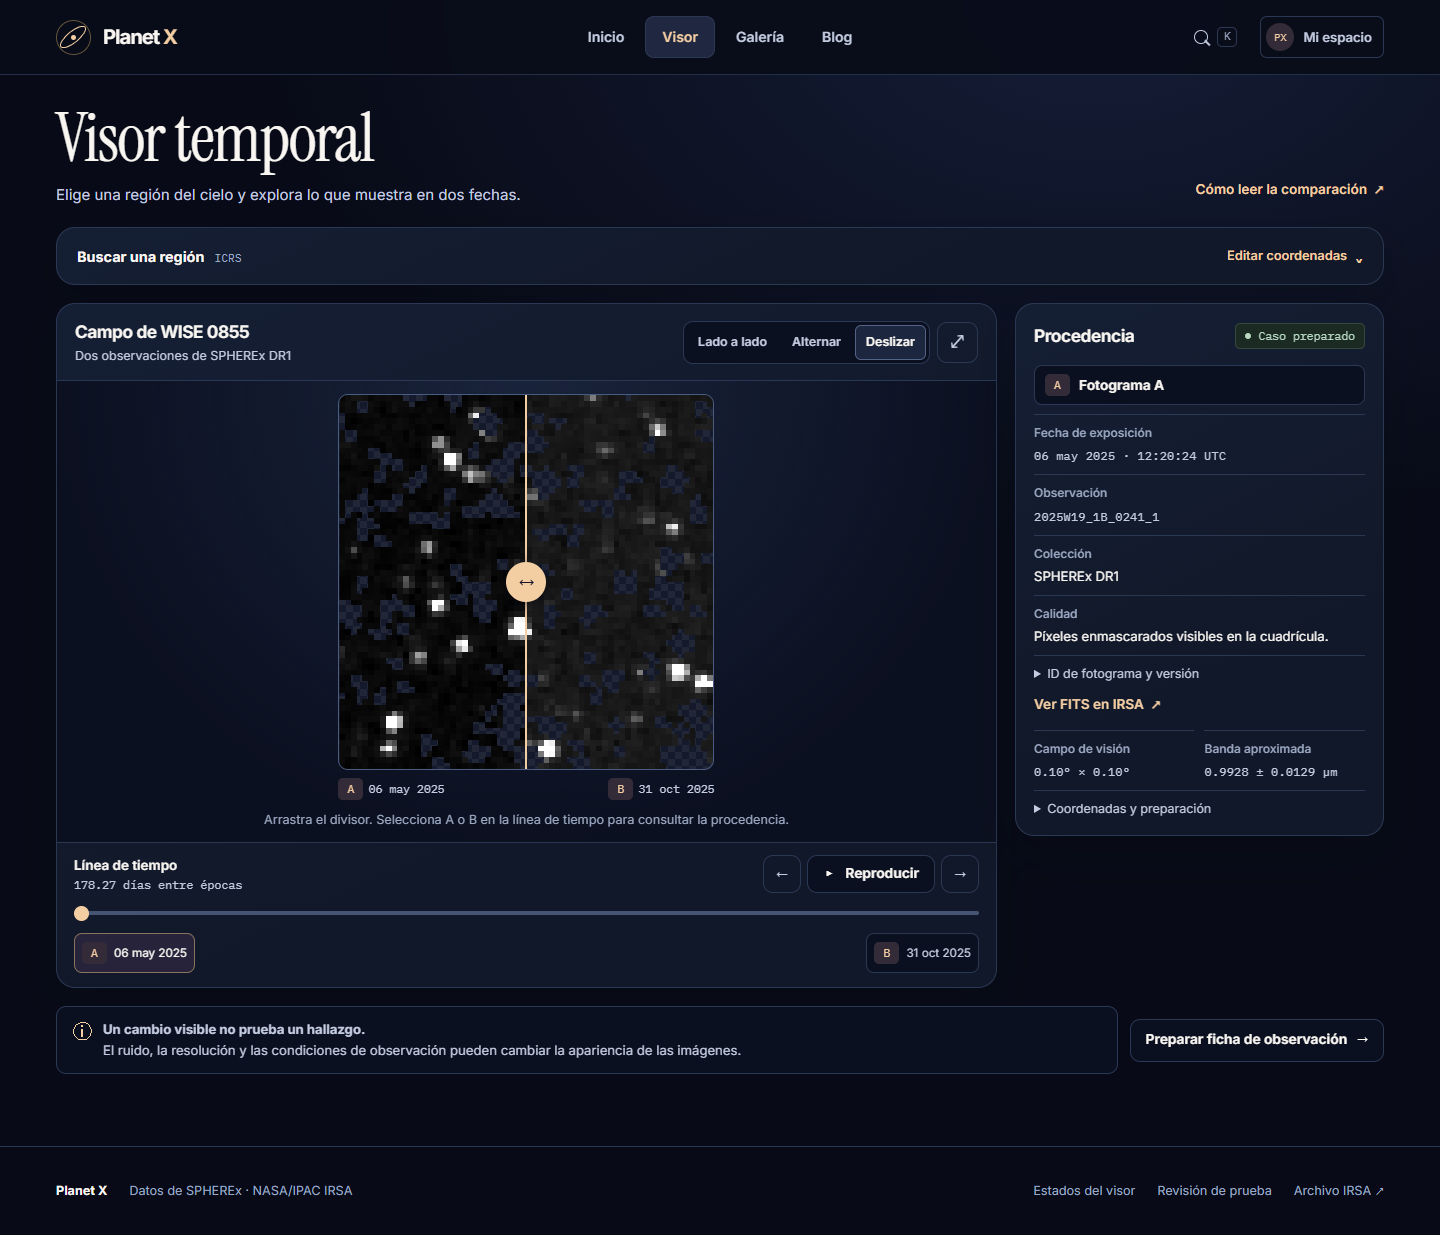 Planet X
Inicio
Visor
Galería
Blog
K
PX
Mi espacio
Visor temporal
Elige una región del cielo y explora lo que muestra en dos fechas.
Cómo leer la comparación ↗
Buscar una región ICRS
Editar coordenadas
Campo de WISE 0855
Dos observaciones de SPHEREx DR1
Lado a lado
Alternar
Deslizar
A 06 may 2025
B 31 oct 2025
Arrastra el divisor. Selecciona A o B en la línea de tiempo para consultar la procedencia.
Línea de tiempo
178.27 días entre épocas
←
► Reproducir
→
A 06 may 2025
B 31 oct 2025
Procedencia
Caso preparado
A Fotograma A
Fecha de exposición
06 may 2025 · 12:20:24 UTC
Observación
2025W19_1B_0241_1
Colección
SPHEREx DR1
Calidad
Píxeles enmascarados visibles en la cuadrícula.
ID de fotograma y versión
Ver FITS en IRSA ↗
Campo de visión
0.10° × 0.10°
Banda aproximada
0.9928 ± 0.0129 µm
Coordenadas y preparación
Un cambio visible no prueba un hallazgo.
El ruido, la resolución y las condiciones de observación pueden cambiar la apariencia de las imágenes.
Preparar ficha de observación →
Planet X
Datos de SPHEREx · NASA/IPAC IRSA
Estados del visor
Revisión de prueba
Archivo IRSA ↗